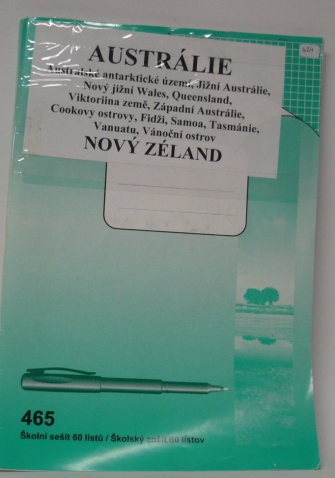 AUSTRÁLIE
Australské antarktické území, Jižní Austrálie,
Nový jižní Wales, Queensland,
Viktoriina země, Západní Austrálie,
Cookovy ostrovy, Fidži, Samoa, Tasmánie,
Vanuatu, Vánoční ostrov
NOVÝ ZÉLAND
465
Školní sešit 60 listů / Školský zošit 60 listov